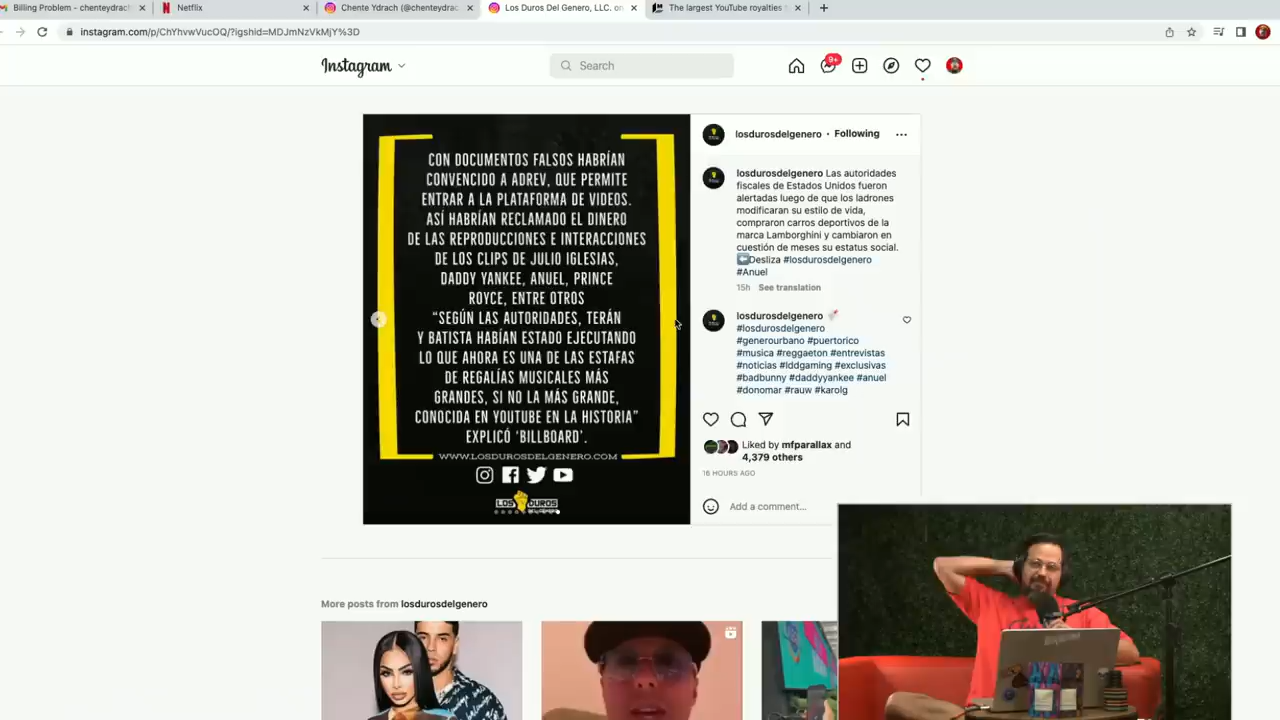 Billing Problem - chenteydrach
Netflix
Chente Ydrach (@chenteydrac
Los Duros Del Genero, LLC. on
The largest YouTube royalties
instagram.com/p/ChYhvwVucOQ/?igshid=MDJmNzVkMjY%3D
Instagram
Search
9+
CON DOCUMENTOS FALSOS HABRÍAN
CONVENCIDO A ADREV, QUE PERMITE
ENTRAR A LA PLATAFORMA DE VIDEOS.
ASÍ HABRÍAN RECLAMADO EL DINERO
DE LAS REPRODUCCIONES E INTERACCIONES
DE LOS CLIPS DE JULIO IGLESIAS,
DADDY YANKEE, ANUEL, PRINCE
ROYCE, ENTRE OTROS
“SEGÚN LAS AUTORIDADES, TERÁN
Y BATISTA HABÍAN ESTADO EJECUTANDO
LO QUE AHORA ES UNA DE LAS ESTAFAS
DE REGALÍAS MUSICALES MÁS
GRANDES, SI NO LA MÁS GRANDE,
CONOCIDA EN YOUTUBE EN LA HISTORIA”
EXPLICÓ ‘BILLBOARD’.
WWW.LOSDUROSDELGENERO.COM
LOS DUROS
losdurosdelgenero • Following
losdurosdelgenero Las autoridades
fiscales de Estados Unidos fueron
alertadas luego de que los ladrones
modificaran su estilo de vida,
compraron carros deportivos de la
marca Lamborghini y cambiaron en
cuestión de meses su estatus social.
Desliza #losdurosdelgenero
#Anuel
15h See translation
losdurosdelgenero
#losdurosdelgenero
#generourbano #puertorico
#musica #reggaeton #entrevistas
#noticias #lddgaming #exclusivas
#badbunny #daddyyankee #anuel
#donomar #rauw #karolg
Liked by mfparallax and
4,379 others
16 HOURS AGO
Add a comment...
More posts from losdurosdelgenero